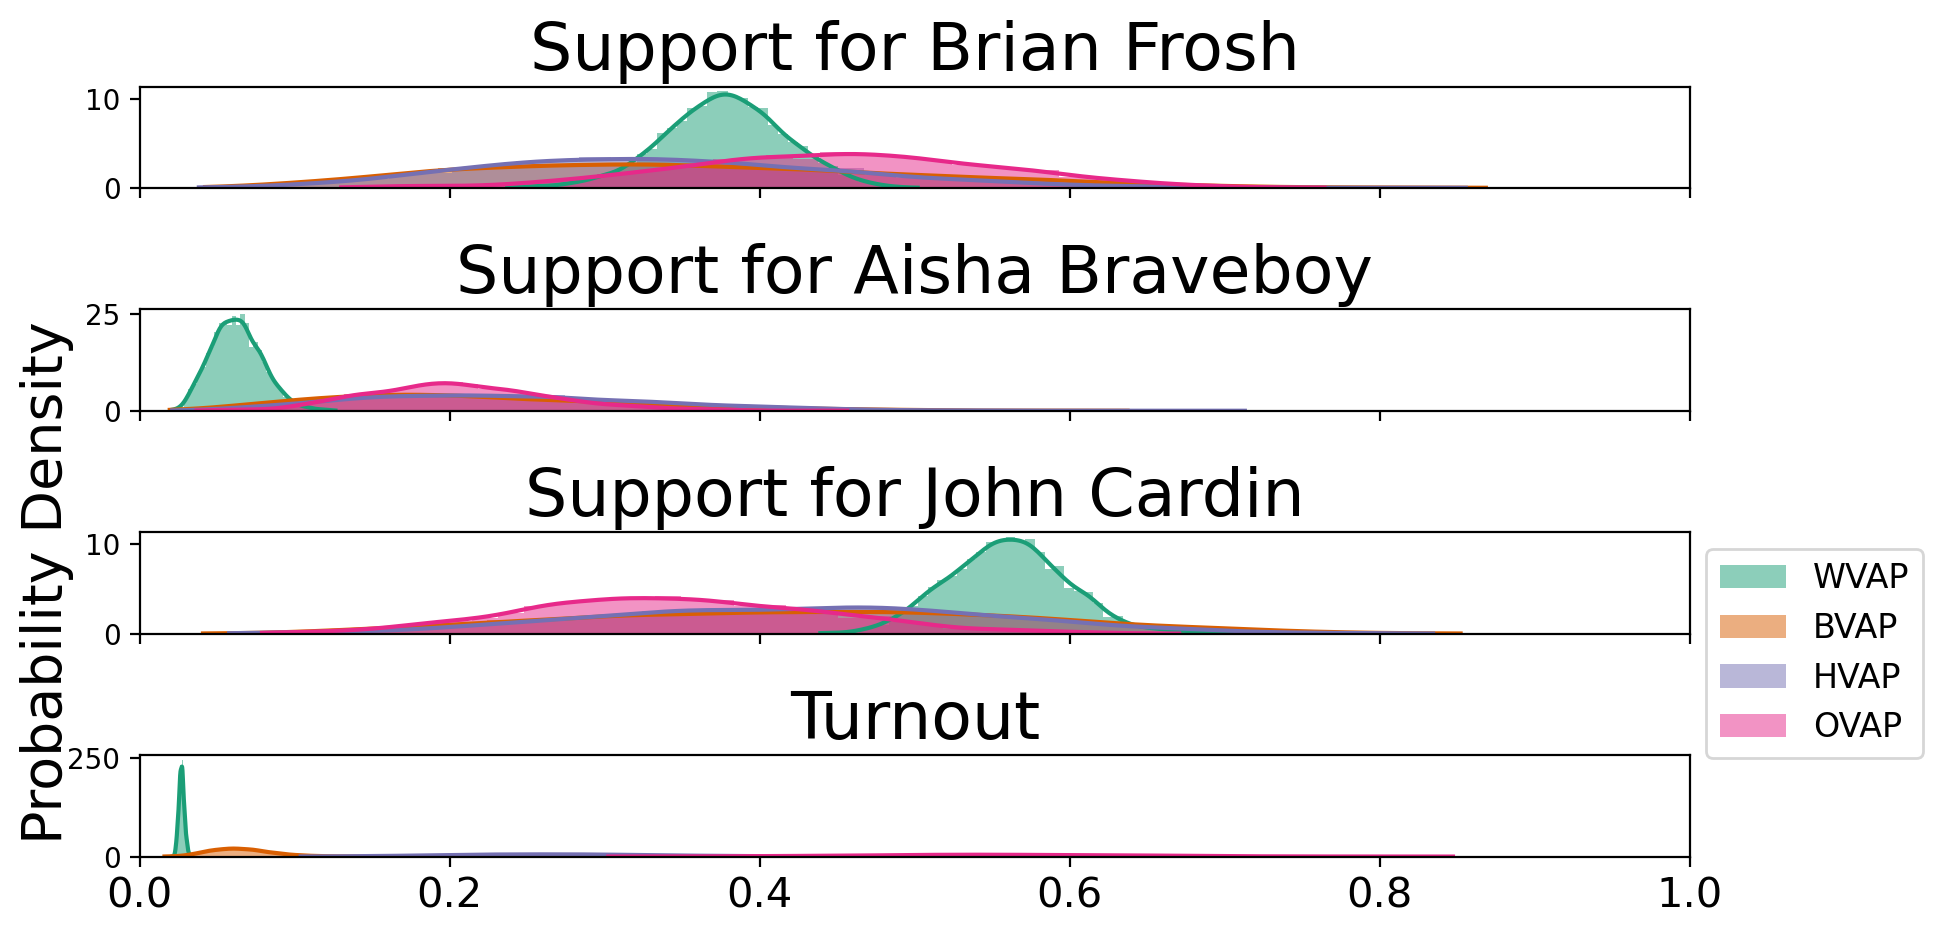 Support for Brian Frosh
10
0
Support for Aisha Braveboy
25
0
Support for John Cardin
10
0
Turnout
250
0
0.0 0.2 0.4 0.6 0.8 1.0
Probability Density
WVAP
BVAP
HVAP
OVAP